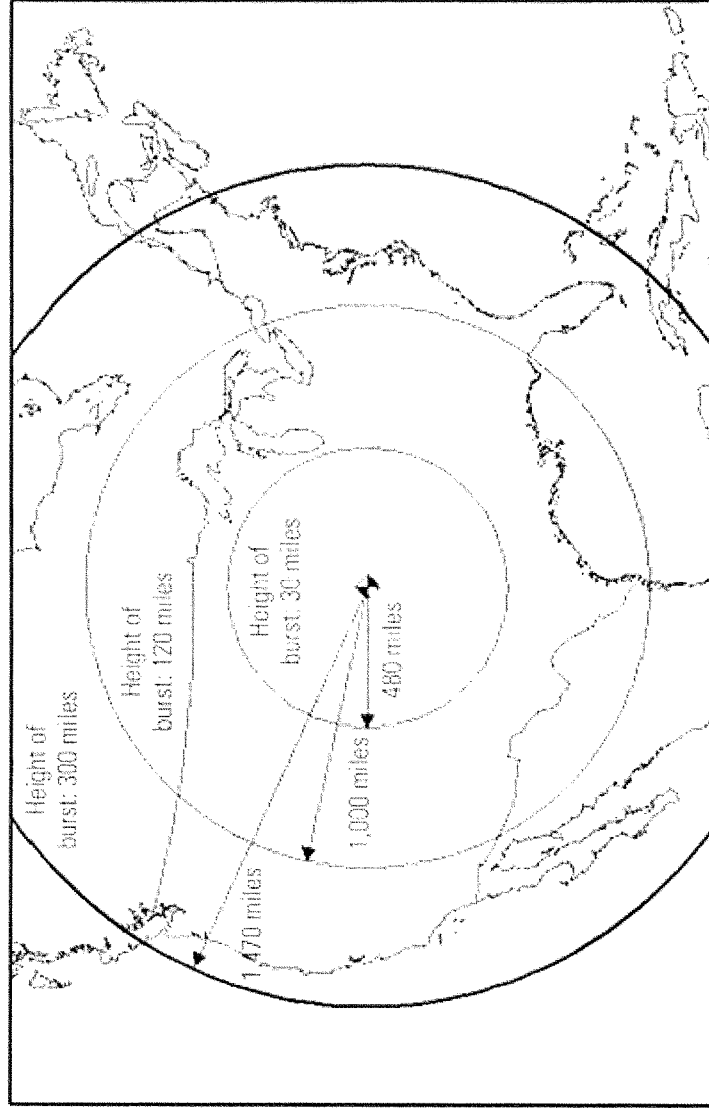 Height of
burst: 300 miles
Height of
burst: 120 miles
Height of
burst: 30 miles
1,470 miles
1,000 miles
480 miles